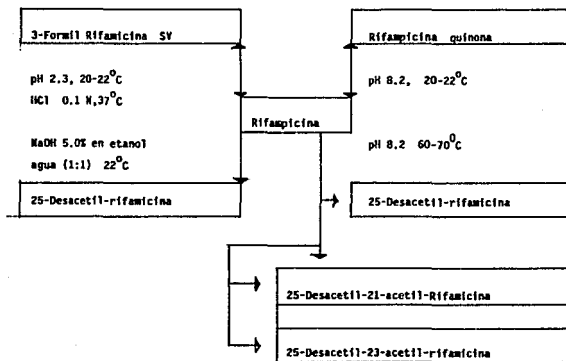 3-Formil Rifamicina SV
Rifampicina quinona
pH 2.3, 20-22°C
HCl 0.1 N,37°C
pH 8.2, 20-22°C
Rifampicina
NaOH 5.0% en etanol
agua (1:1) 22°C
pH 8.2 60-70°C
25-Desacetil-rifamicina
25-Desacetil-rifamicina
25-Desacetil-21-acetil-Rifamicina
25-Desacetil-23-acetil-rifamicina